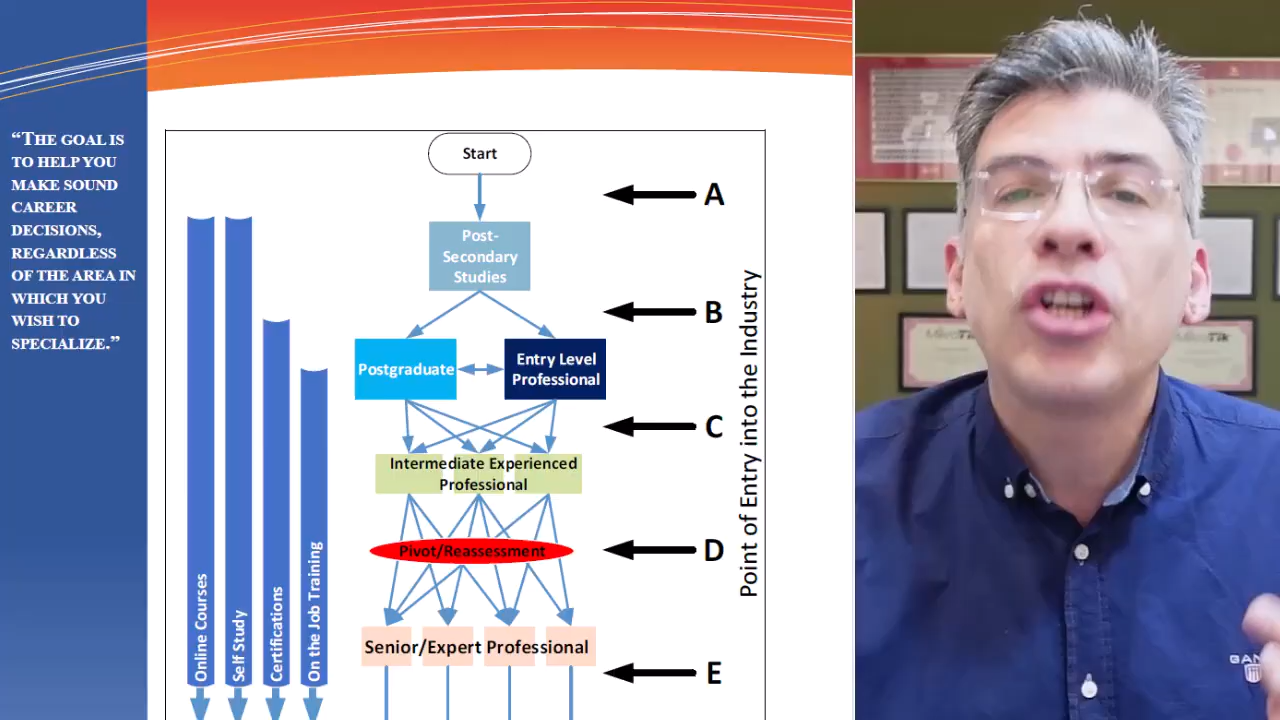 “THE GOAL IS
TO HELP YOU
MAKE SOUND
CAREER
DECISIONS,
REGARDLESS
OF THE AREA IN
WHICH YOU
WISH TO
SPECIALIZE.”
Start
A
Post-
Secondary
Studies
B
Postgraduate
Entry Level
Professional
C
Intermediate Experienced
Professional
Pivot/Reassessment
D
Senior/Expert Professional
E
Online Courses
Self Study
Certifications
On the Job Training
Point of Entry into the Industry
MikroTik
GAN